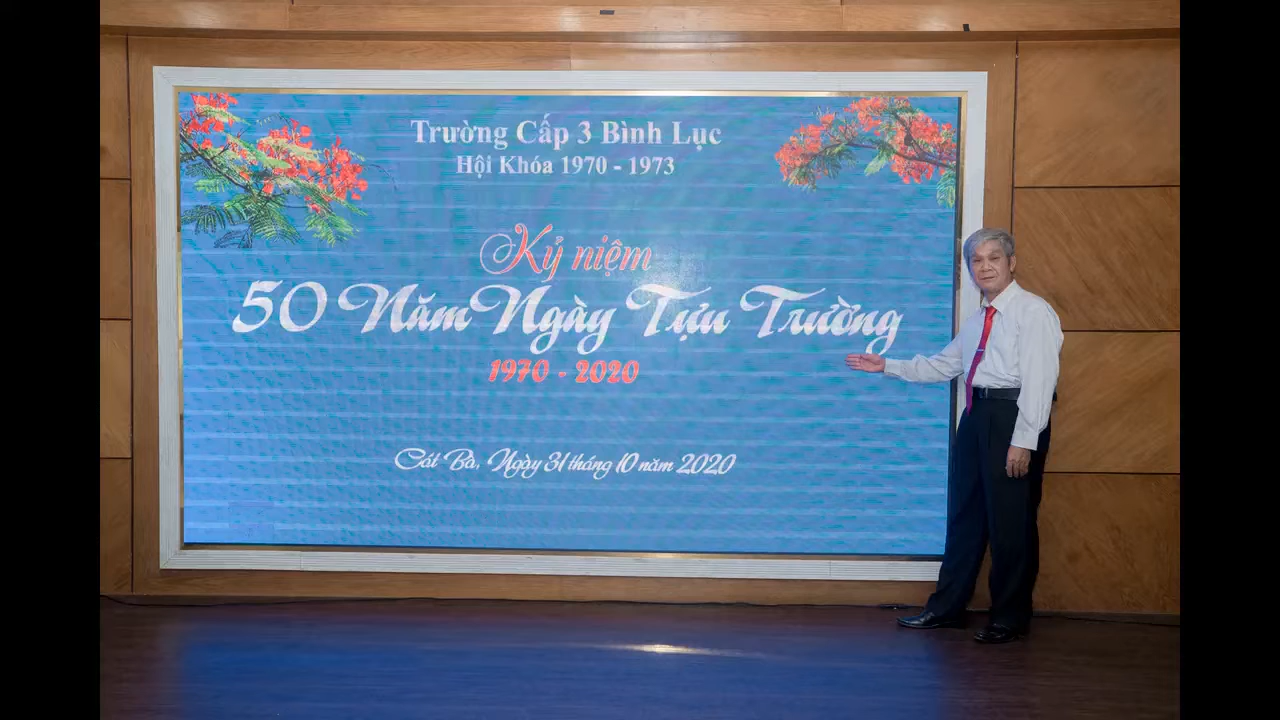 Trường Cấp 3 Bình Lục
Hội Khóa 1970 - 1973
Kỷ niệm
50 Năm Ngày Tựu Trường
1970 - 2020
Cát Bà, Ngày 31 tháng 10 năm 2020